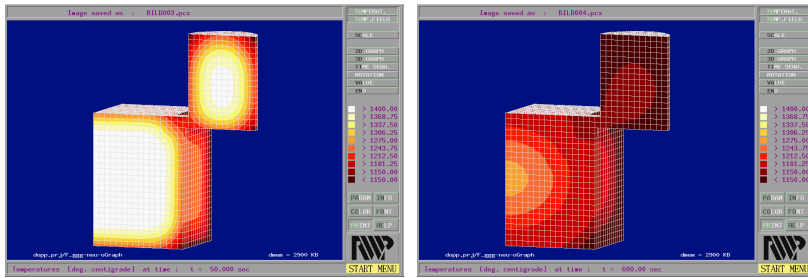 Image saved as : BILD003.pcx
TEMPERAT.
TEMP.FIELD
SCALE
2D-GRAPH
3D-GRAPH
TIME SEQU.
ROTATION
VALUE
END
> 1400.00
> 1368.75
> 1337.50
> 1306.25
> 1275.00
> 1243.75
> 1212.50
> 1181.25
> 1150.00
< 1150.00
PARAM INFO
COLOR FONT
PRINT HELP
dmem = 2900 KB
START MENU
Temperatures [deg. centigrade] at time : t = 50.000 sec
Image saved as : BILD004.pcx
TEMPERAT.
TEMP.FIELD
SCALE
2D-GRAPH
3D-GRAPH
TIME SEQU.
ROTATION
VALUE
END
> 1400.00
> 1368.75
> 1337.50
> 1306.25
> 1275.00
> 1243.75
> 1212.50
> 1181.25
> 1150.00
< 1150.00
PARAM INFO
COLOR FONT
PRINT HELP
dmem = 2900 KB
START MENU
Temperatures [deg. centigrade] at time : t = 600.00 sec